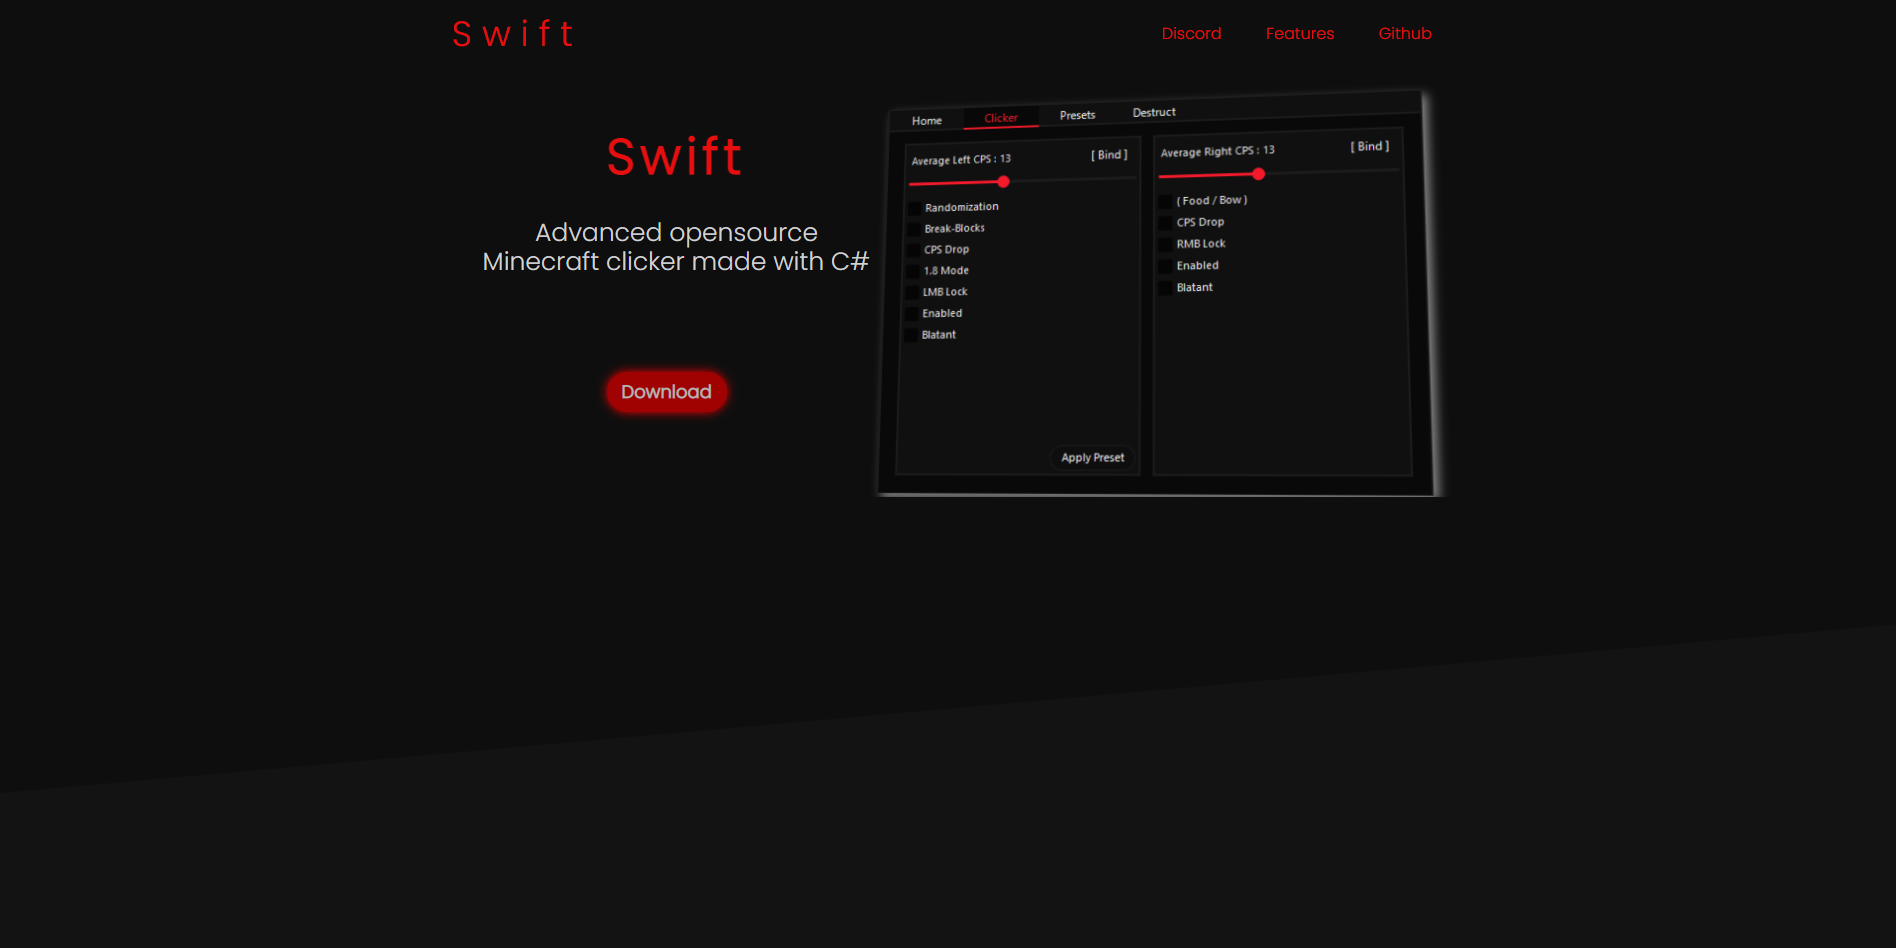 Swift
Discord
Features
Github
Swift
Advanced opensource
Minecraft clicker made with C#
Download
Home
Clicker
Presets
Destruct
Average Left CPS : 13
[ Bind ]
Randomization
Break-Blocks
CPS Drop
1.8 Mode
LMB Lock
Enabled
Blatant
Apply Preset
Average Right CPS : 13
[ Bind ]
( Food / Bow )
CPS Drop
RMB Lock
Enabled
Blatant